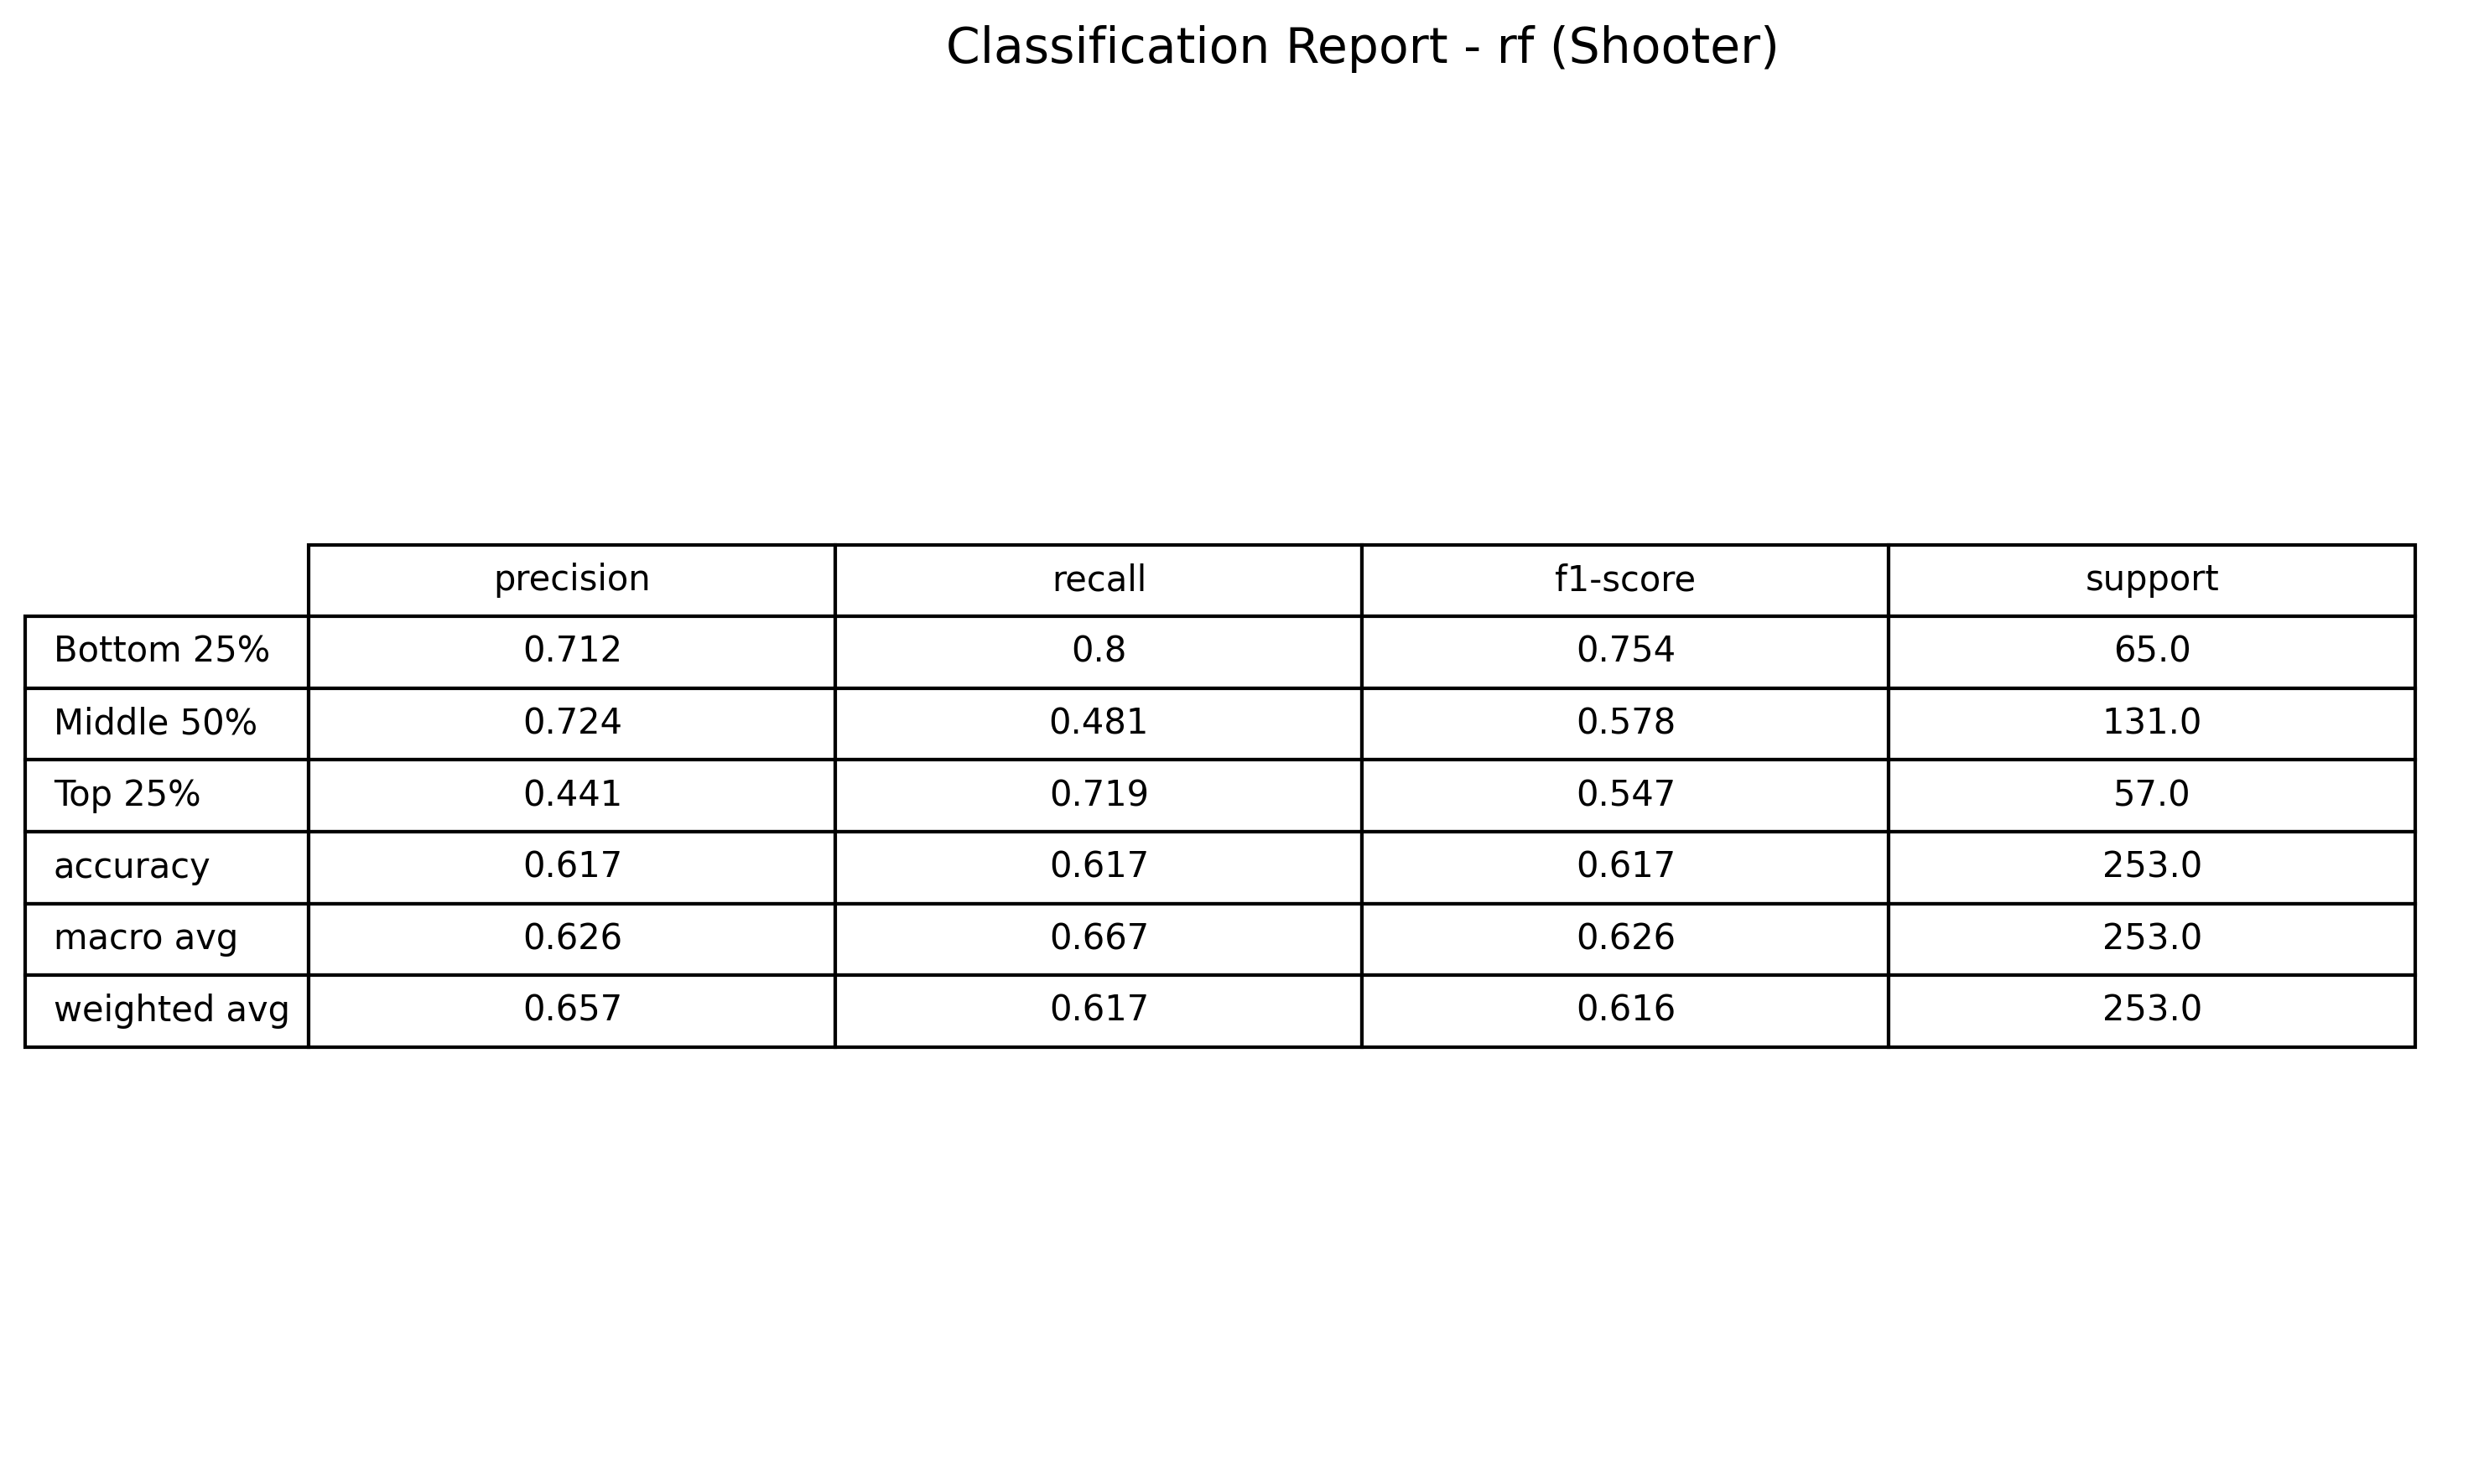 Classification Report - rf (Shooter)
precision recall f1-score support
Bottom 25% 0.712 0.8 0.754 65.0
Middle 50% 0.724 0.481 0.578 131.0
Top 25% 0.441 0.719 0.547 57.0
accuracy 0.617 0.617 0.617 253.0
macro avg 0.626 0.667 0.626 253.0
weighted avg 0.657 0.617 0.616 253.0